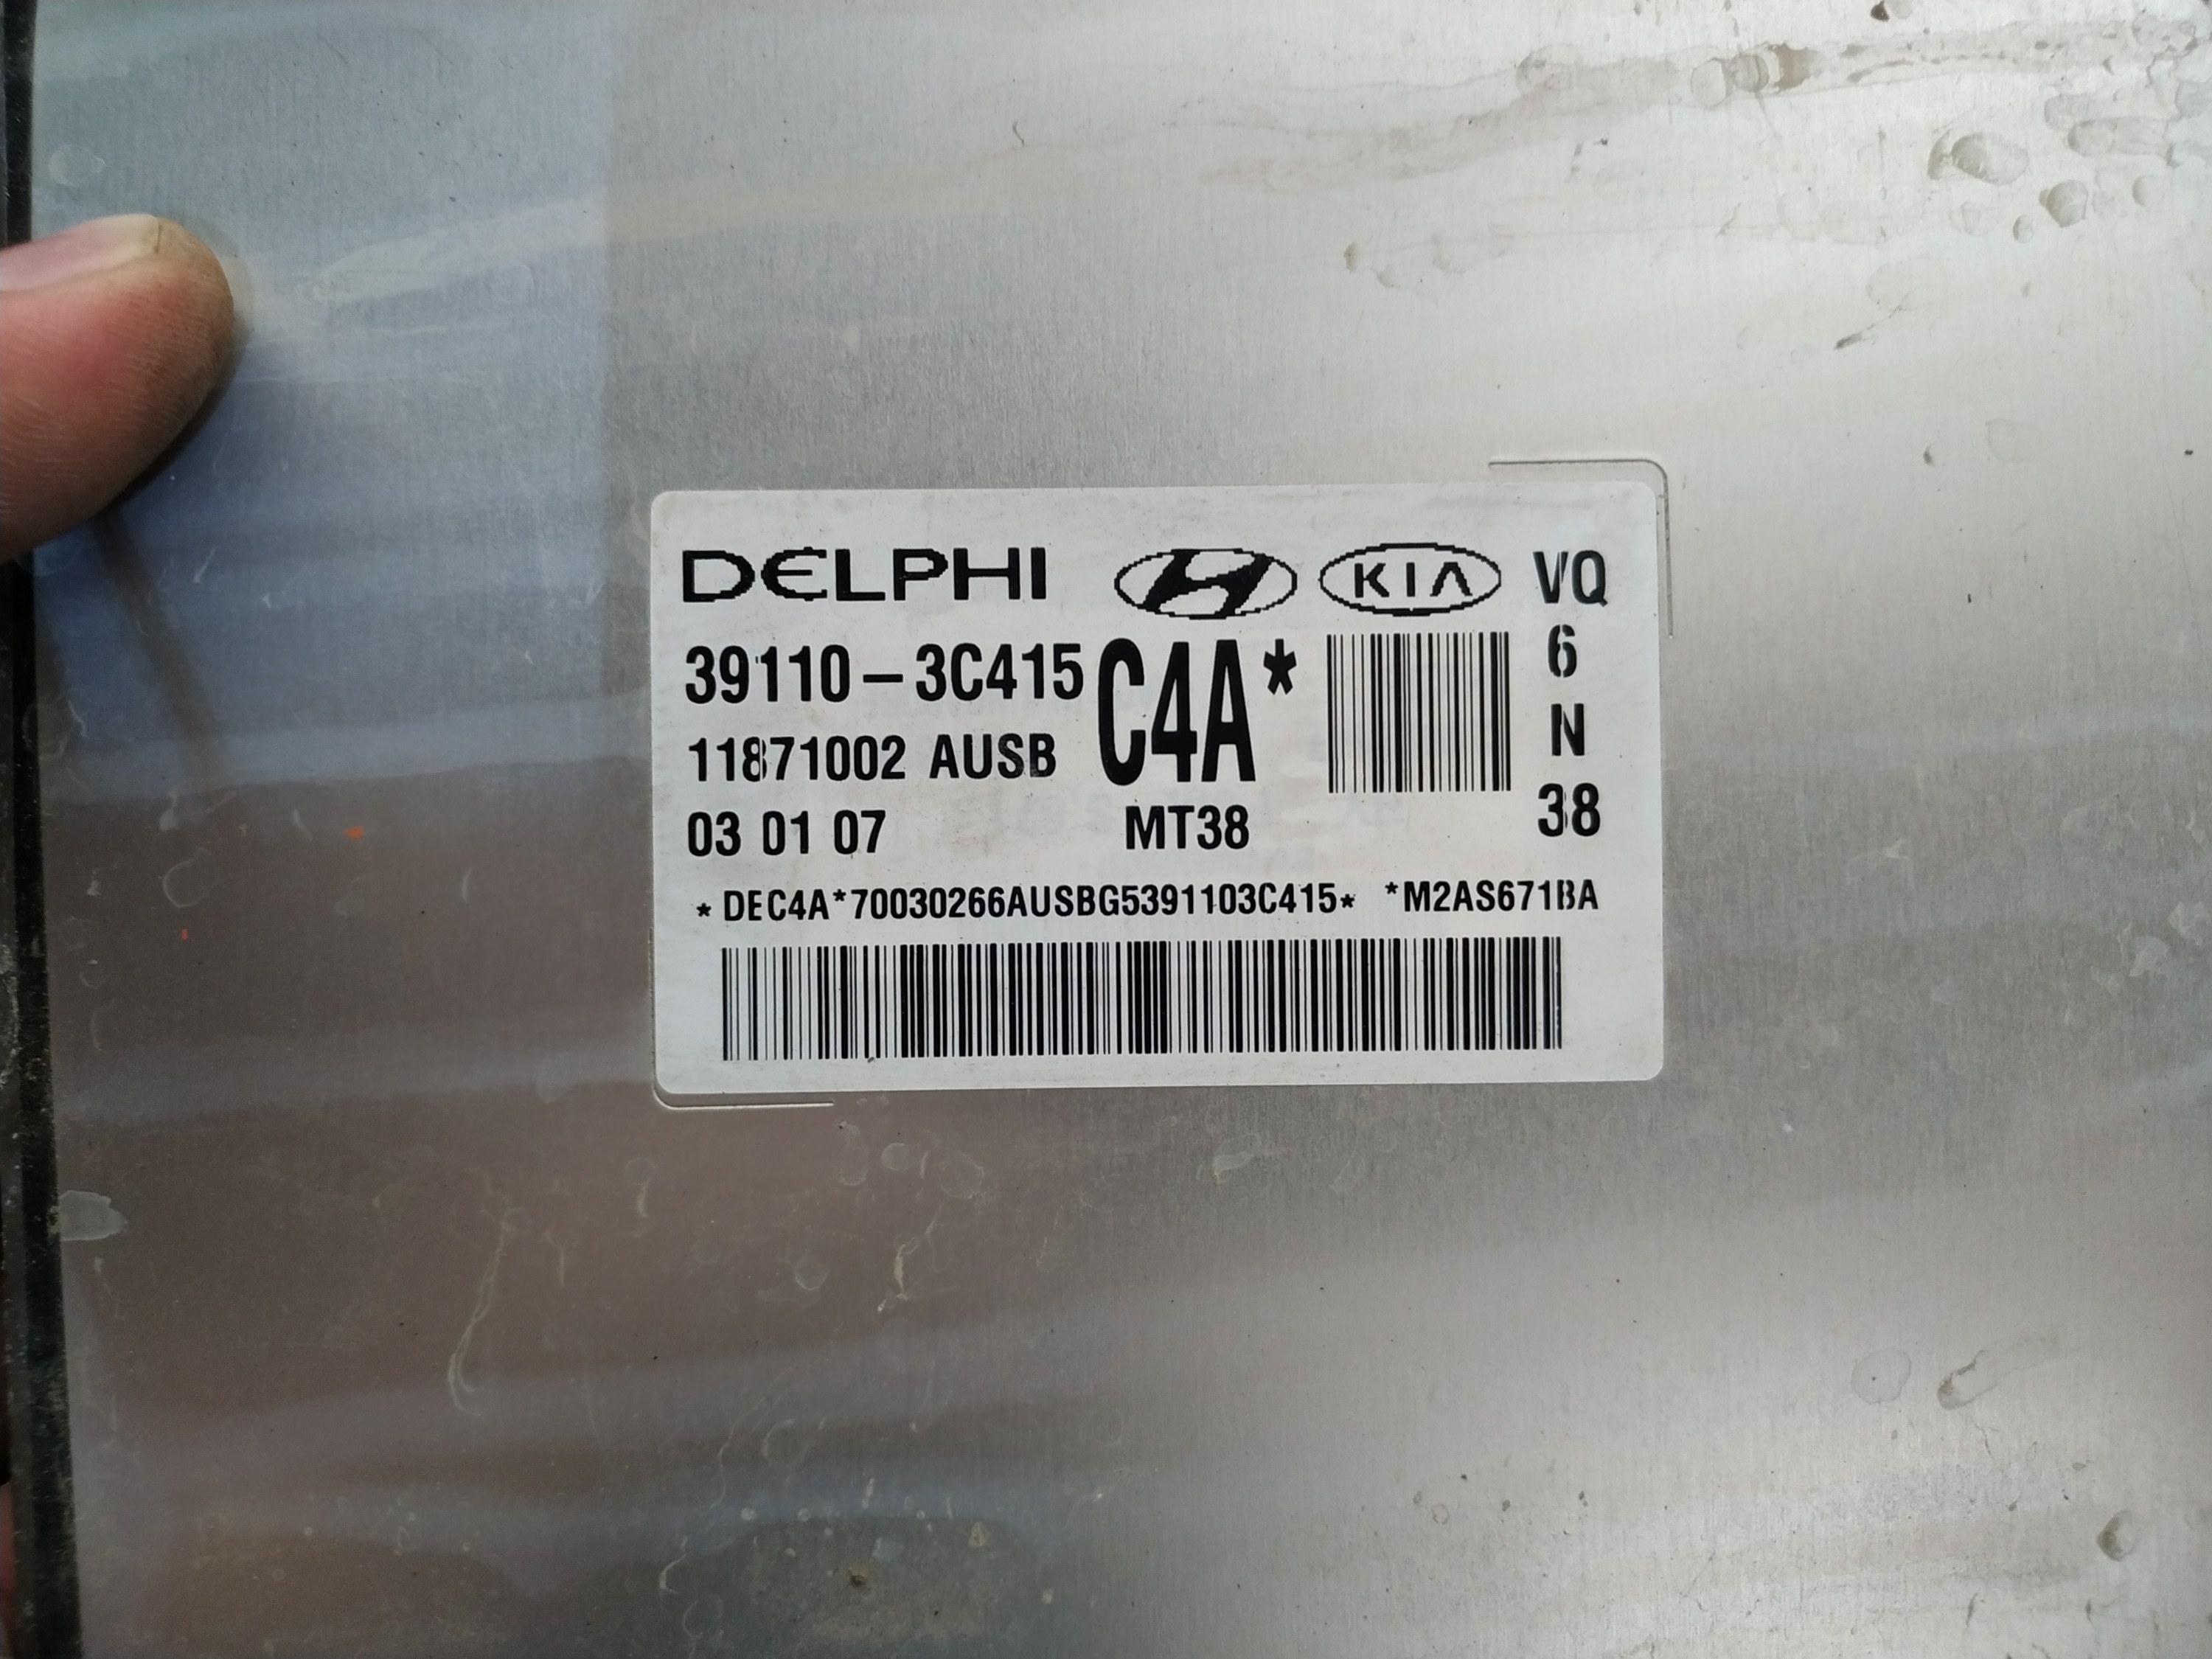 DELPHI KIA VQ
39110-3C415 C4A* 6
11871002 AUSB N
03 01 07 MT38 38
*DEC4A*70030266AUSBG5391103C415* *M2AS671BA